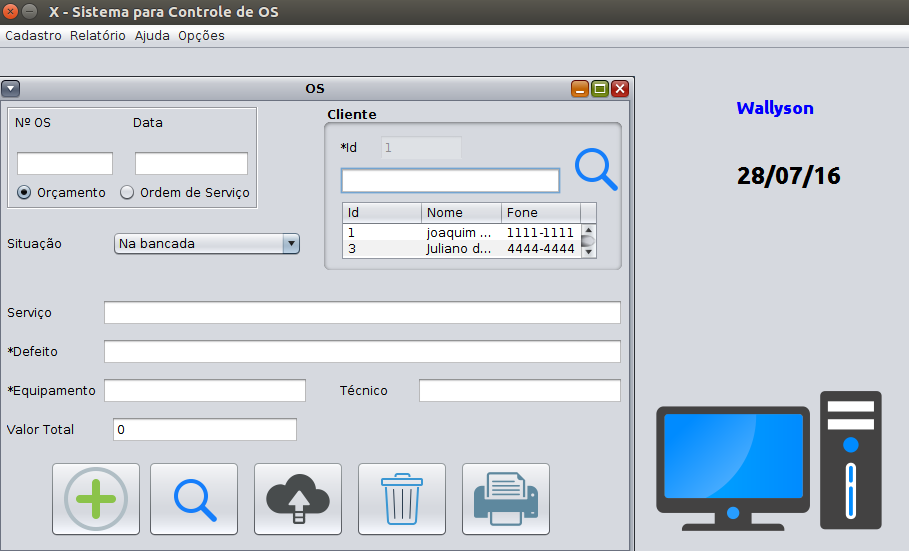 X - Sistema para Controle de OS
Cadastro Relatório Ajuda Opções
OS
Nº OS Data
Orçamento Ordem de Serviço
Situação Na bancada
Cliente
*Id 1
Id Nome Fone
1 joaquim ... 1111-1111
3 Juliano d... 4444-4444
Serviço
*Defeito
*Equipamento Técnico
Valor Total 0
Wallyson
28/07/16